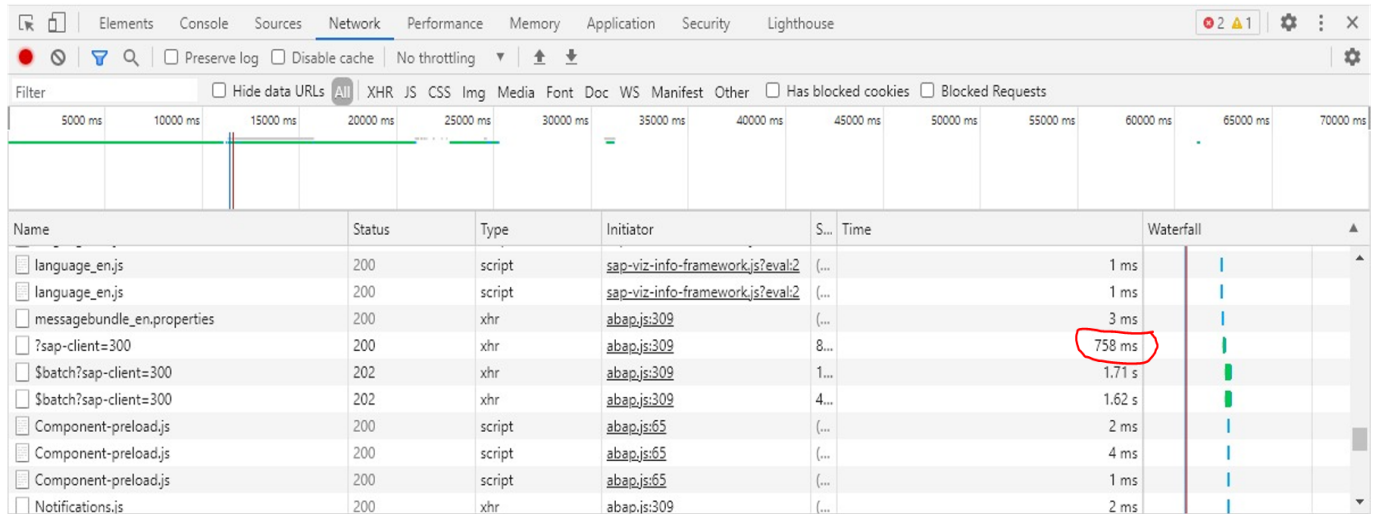 Elements Console Sources Network Performance Memory Application Security Lighthouse 2 1
Preserve log Disable cache No throttling
Filter Hide data URLs All XHR JS CSS Img Media Font Doc WS Manifest Other Has blocked cookies Blocked Requests
5000 ms 10000 ms 15000 ms 20000 ms 25000 ms 30000 ms 35000 ms 40000 ms 45000 ms 50000 ms 55000 ms 60000 ms 65000 ms 70000 ms
Name Status Type Initiator S... Time Waterfall
language_en.js 200 script sap-viz-info-framework.js?eval:2 (... 1 ms
language_en.js 200 script sap-viz-info-framework.js?eval:2 (... 1 ms
messagebundle_en.properties 200 xhr abap.js:309 (... 3 ms
?sap-client=300 200 xhr abap.js:309 8... 758 ms
$batch?sap-client=300 202 xhr abap.js:309 1... 1.71 s
$batch?sap-client=300 202 xhr abap.js:309 4... 1.62 s
Component-preload.js 200 script abap.js:65 (... 2 ms
Component-preload.js 200 script abap.js:65 (... 4 ms
Component-preload.js 200 script abap.js:65 (... 1 ms
Notifications.js 200 xhr abap.js:309 (... 2 ms